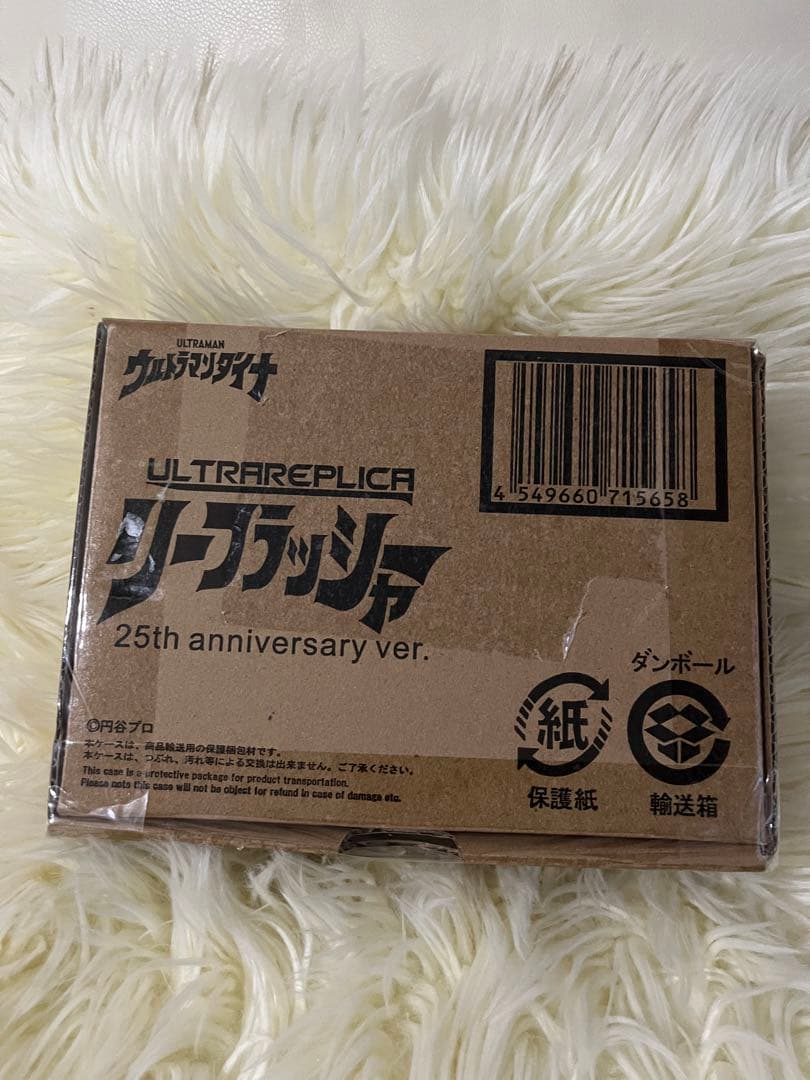 ULTRAMAN
ウルトラマンダイナ
4 549660 715658
ULTRAREPLICA
リーフラッシャー
25th anniversary ver.
ダンボール
紙
保護紙
輸送箱
©円谷プロ
本ケースは、商品輸送用の保護梱包材です。
本ケースは、つぶれ、汚れ等による交換は出来ません。ご了承ください。
This case is a protective package for product transportation.
Please note this case will not be object for refund in case of damage etc.